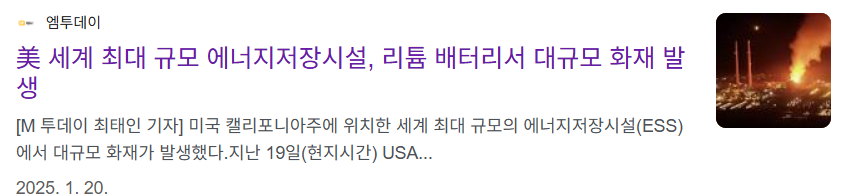 엠투데이
美 세계 최대 규모 에너지저장시설, 리튬 배터리서 대규모 화재 발
생
[M 투데이 최태인 기자] 미국 캘리포니아주에 위치한 세계 최대 규모의 에너지저장시설(ESS)
에서 대규모 화재가 발생했다.지난 19일(현지시간) USA...
2025. 1. 20.